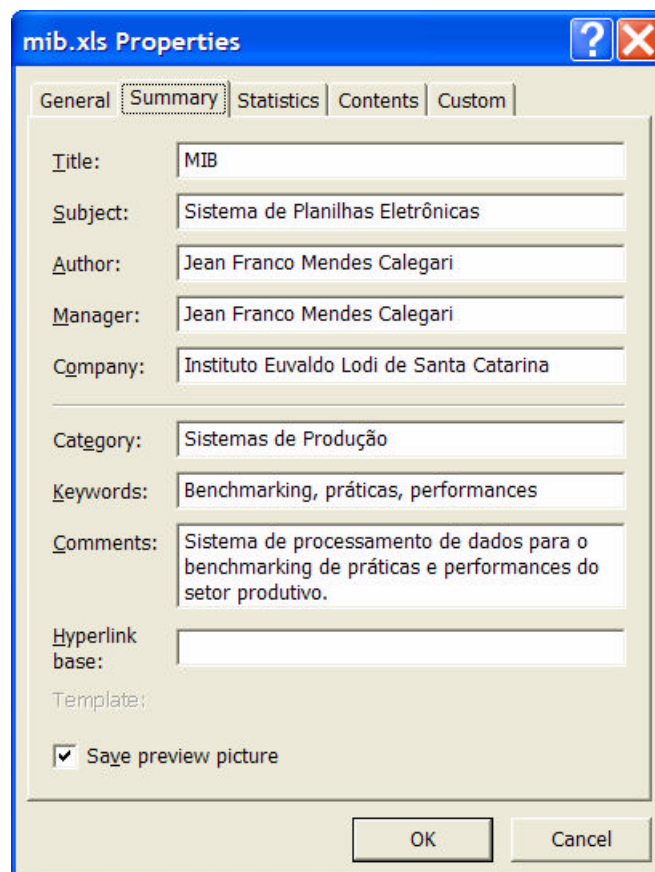 mib.xls Properties
General Summary Statistics Contents Custom
Title: MIB
Subject: Sistema de Planilhas Eletrônicas
Author: Jean Franco Mendes Calegari
Manager: Jean Franco Mendes Calegari
Company: Instituto Euvaldo Lodi de Santa Catarina
Category: Sistemas de Produção
Keywords: Benchmarking, práticas, performances
Comments: Sistema de processamento de dados para o
benchmarking de práticas e performances do
setor produtivo.
Hyperlink
base:
Template:
Save preview picture
OK Cancel